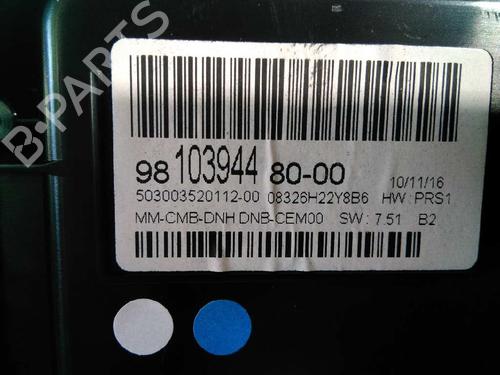 98 103944 80-00
10/11/16
503003520112-00 08326H22Y8B6 HW: PRS1
MM-CMB-DNH DNB-CEM00 SW: 7.51 B2
B-PARTS